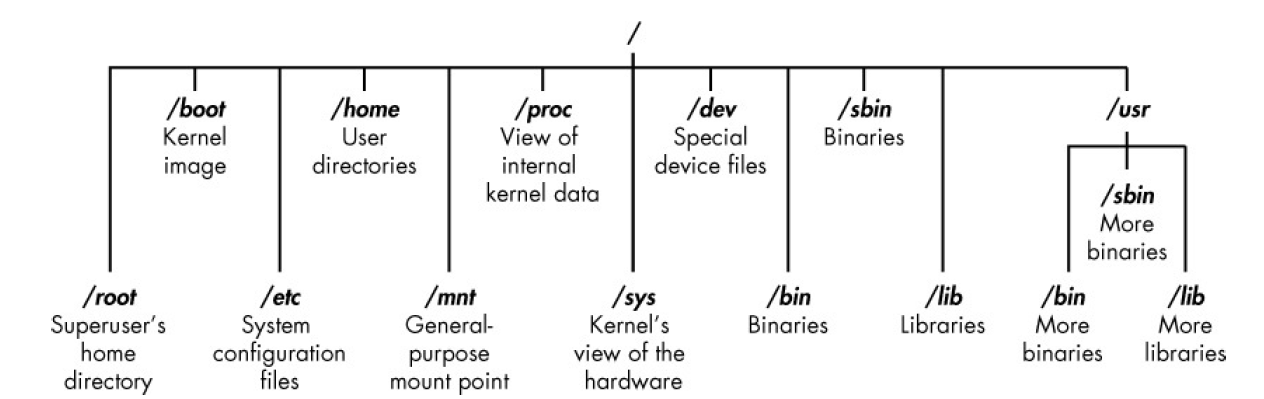 /
/boot
Kernel
image
/home
User
directories
/proc
View of
internal
kernel data
/dev
Special
device files
/sbin
Binaries
/usr
/sbin
More
binaries
/root
Superuser's
home
directory
/etc
System
configuration
files
/mnt
General-
purpose
mount point
/sys
Kernel's
view of the
hardware
/bin
Binaries
/lib
Libraries
/bin
More
binaries
/lib
More
libraries